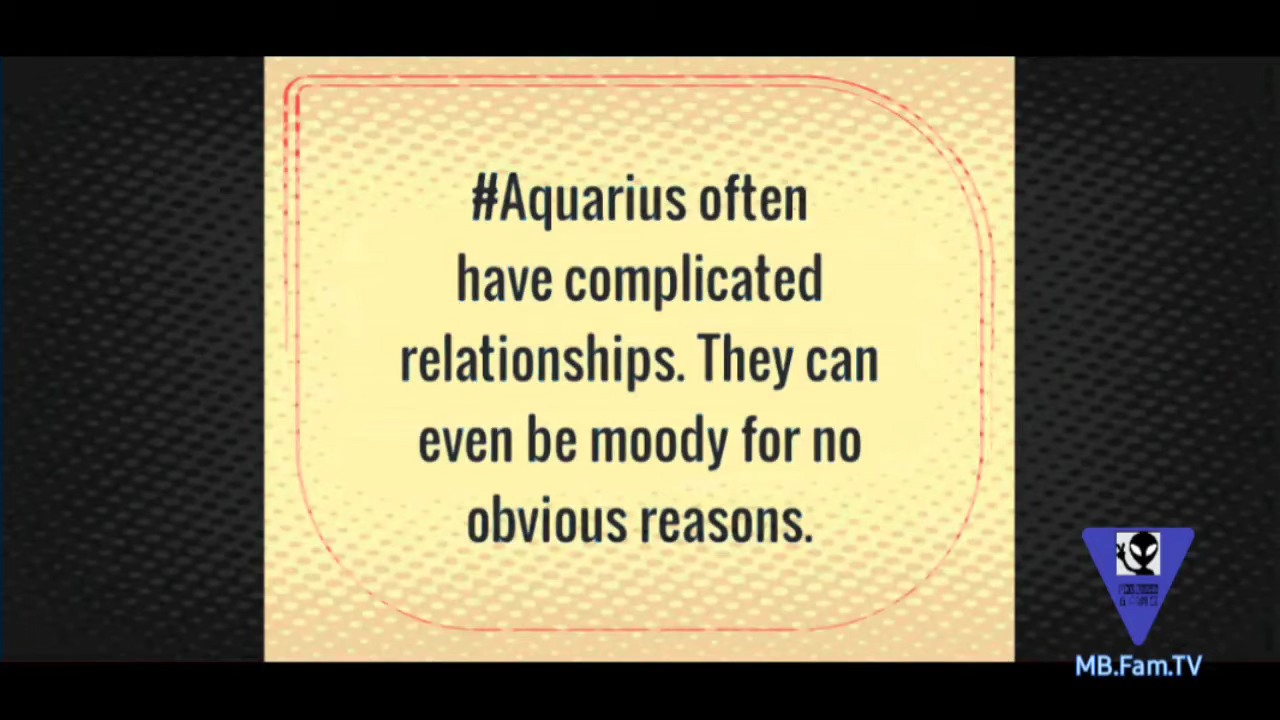 #Aquarius often
have complicated
relationships. They can
even be moody for no
obvious reasons.
MB.Fam.TV